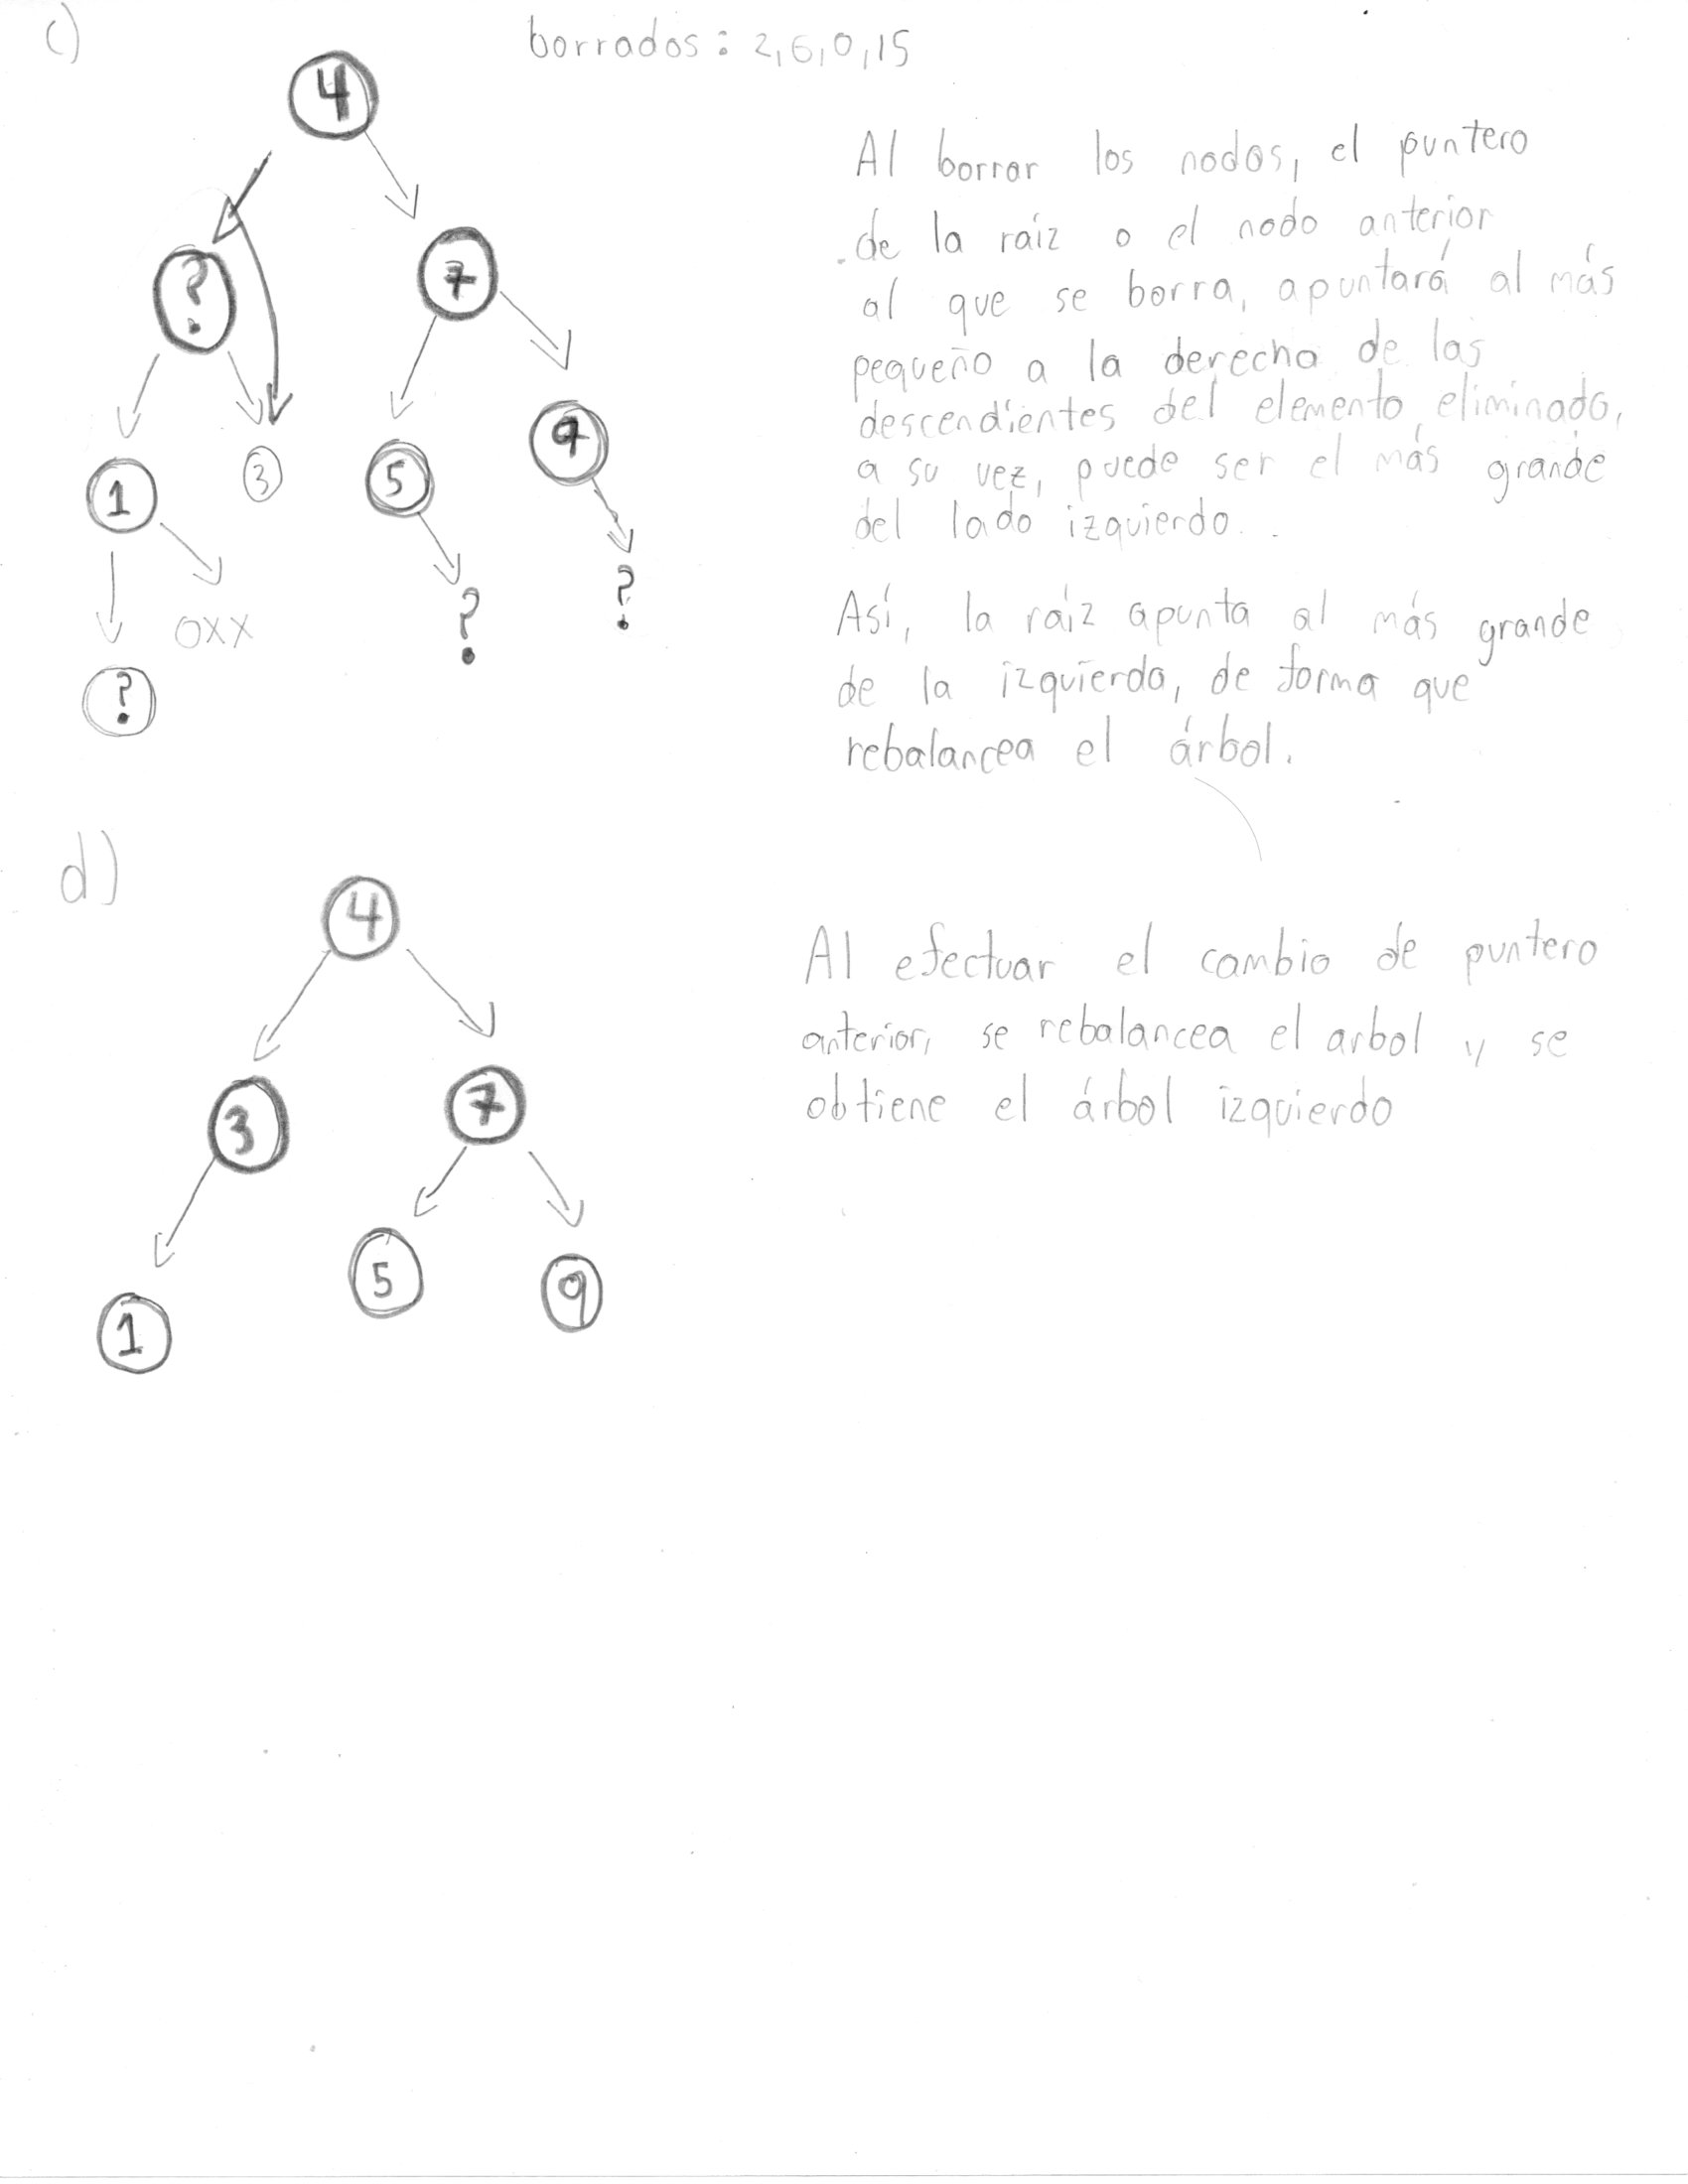 c)
borrados: 2,6,0,15
4
? 7
1 3 5 9
oxx ? ?
?
Al borrar los nodos, el puntero
de la raíz o el nodo anterior
al que se borra, apuntará al más
pequeño a la derecha de las
descendientes del elemento eliminado,
a su vez, puede ser el más grande
del lado izquierdo.
Así, la raíz apunta al más grande
de la izquierda, de forma que
rebalancea el árbol.
d)
4
3 7
1 5 9
Al efectuar el cambio de puntero
anterior, se rebalancea el arbol y se
obtiene el árbol izquierdo